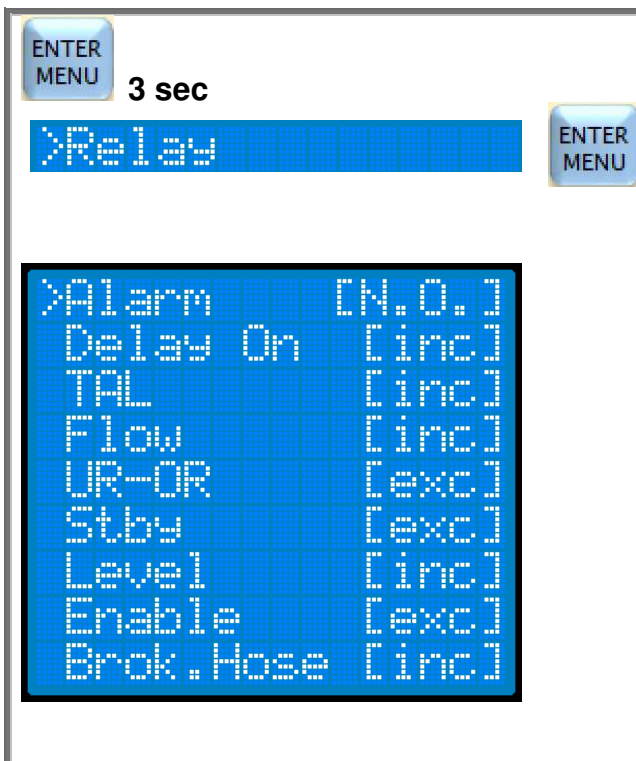 ENTER
MENU
3 sec
>Relay
ENTER
MENU
>Alarm [N.O.]
Delay On [inc]
TAL [inc]
Flow [inc]
UR-OR [exc]
Stby [exc]
Level [inc]
Enable [exc]
Brok.Hose [inc]